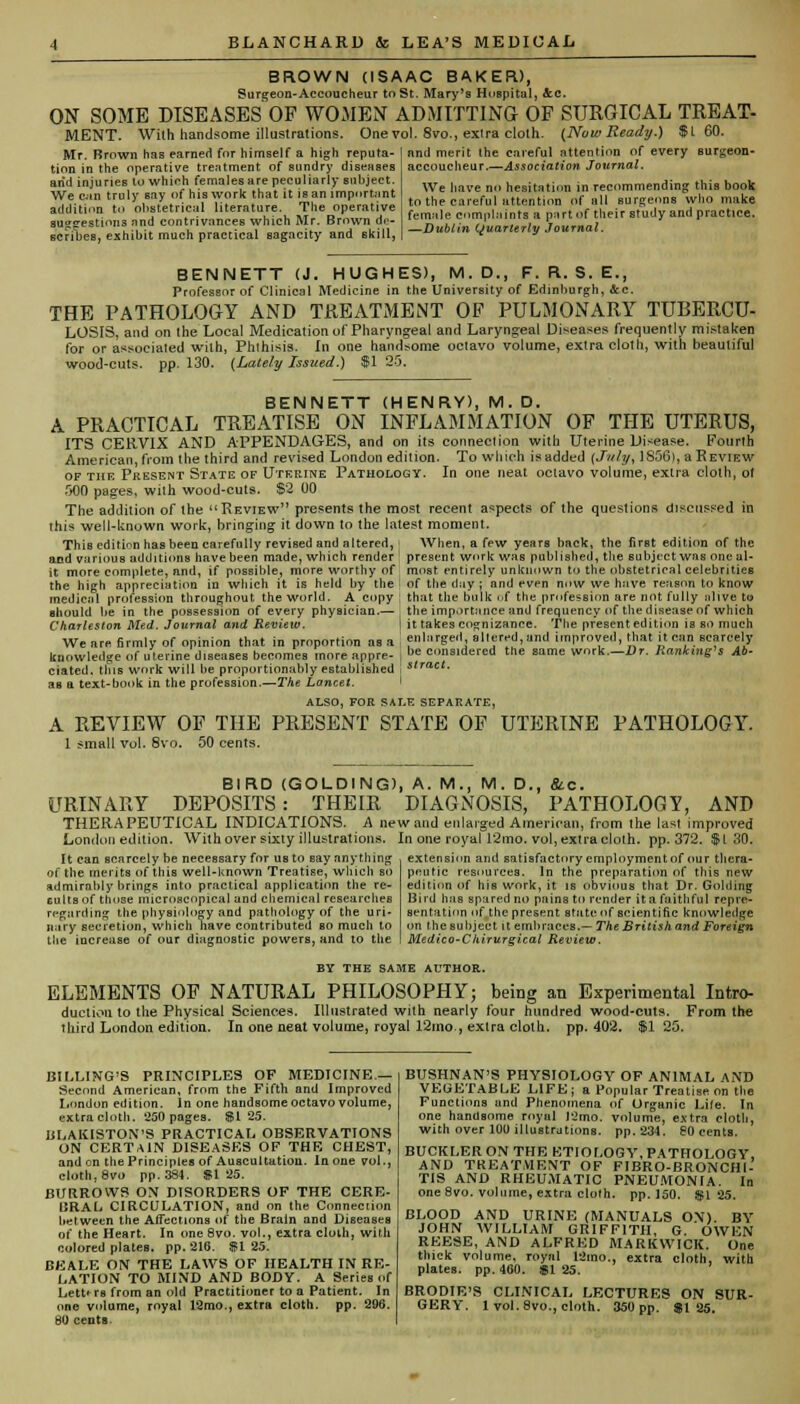 4 BLANCHARD & LEA'S MEDICAL
BROWN (ISAAC BAKER),
Surgeon-Accoucheur to St. Mary's Hospital, &c.
ON SOME DISEASES OF WOMEN ADMITTING OF SURGICAL TREAT-
MENT. With handsome illustrations. One vol. 8vo., extra cloth. (Now Ready.) $1 60.
Mr. Brown has earned for himself a high reputa-
tion in the operative treatment of sundry diseases
and injuries to which females are peculiarly subject.
We can truly say of his work that it is an important
addition to obstetrical literature. The operative
suggestions and contrivances which Mr. Brown de-
scribes, exhibit much practical sagacity and skill,
and merit the careful attention of every surgeon-
accoucheur.—Association Journal.
We have no hesitation in recommending this book
to the careful attention of all surgeons who make
female complaints a part of their study and practice.
—Dublin Quarterly Journal.
BENNETT (J. HUGHES), M. D., F. R. S. E.,
Professor of Clinical Medicine in the University of Edinburgh, &c.
THE PATHOLOGY AND TREATMENT OF PULMONARY TUBERCU-
LOSIS, and on the Local Medication of Pharyngeal and Laryngeal Diseases frequently mistaken
for or associated with, Phthisis. In one handsome octavo volume, extra cloth, with beautiful
wood-cuts. pp. 130. (Lately Issued.) $1 25.
BENNETT (HENRY), M. D.
A PRACTICAL TREATISE ON INFLAMMATION OF THE UTERUS,
ITS CERVIX AND APPENDAGES, and on its connection with Uterine Disease. Fourth
American, from the third and revised London edition. To which is added (July, 1856), a REVIEW
OF THE PRESENT STATE OF UTERINE PATHOLOGY. In one neat octavo volume, extra cloth, of
500 pages, with wood-cuts. $2 00
The addition of the "REVIEW" presents the most recent aspects of the questions discussed in
this well-known work, bringing it down to the latest moment.
This edition has been carefully revised and altered,
and various additions have been made, which render
it more complete, and, if possible, more worthy of
the high appreciation in which it is held by the
medical profession throughout the world. A copy
should be in the possession of every physician.—
Charleston Med. Journal and Review.
We are firmly of opinion that in proportion as a
knowledge of uterine diseases becomes more appre-
ciated, this work will be proportionably established
as a text-book in the profession.—The Lancet.
When, a few years back, the first edition of the
present work was published, the subject was one al-
most entirely unknown to the obstetrical celebrities
of the day; and even now we have reason to know
that the bulk of the profession are not fully alive to
the importance and frequency of the disease of which
it takes cognizance. The present edition is so much
enlarged, altered, and improved, that it can scarcely
be considered the same work.—Dr. Ranking's Ab-
stract.
ALSO, FOR SALE SEPARATE,
A REVIEW OF THE PRESENT STATE OF UTERINE PATHOLOGY.
1 small vol. 8vo. 50 cents.
BIRD (GOLDING), A. M., M. D., &c.
URINARY DEPOSITS: THEIR DIAGNOSIS, PATHOLOGY, AND
THERAPEUTICAL INDICATIONS. A new and enlarged American, from the last improved
London edition. With over sixty illustrations. In one royal 12mo. vol, extra cloth. pp. 372. $1 30.
It can scarcely be necessary for us to say anything
of the merits of this well-known Treatise, which so
admirably brings into practical application the re-
sults of those microscopical and chemical researches
regarding the physiology and pathology of the uri-
nary secretion, which have contributed so much to
the increase of our diagnostic powers, and to the
extension and satisfactory employment of our thera-
peutic resources. In the preparation of this new
edition of his work, it is obvious that Dr. Golding
Bird has spared no pains to render it a faithful repre-
sentation of the present state of scientific knowledge
on the subject it embraces.—The British and Foreign
Medico-Chirurgical Review.
BY THE SAME AUTHOR.
ELEMENTS OF NATURAL PHILOSOPHY; being an Experimental Intro-
duction to the Physical Sciences. Illustrated with nearly four hundred wood-cuts. From the
third London edition. In one neat volume, royal 12mo., extra cloth. pp. 402. $1 25.
BILLING'S PRINCIPLES OF MEDICINE.—
Second American, from the Fifth and Improved
London edition. In one handsome octavo volume,
extra cloth. 250 pages. $1 25.
BLAKISTON'S PRACTICAL OBSERVATIONS
ON CERTAIN DISEASES OF THE CHEST,
and on the Principles of Auscultation. In one vol.,
cloth, 8vo pp. 384. $1 25.
BURROWS ON DISORDERS OF THE CERE-
BRAL CIRCULATION, and on the Connection
between the Affections of the Brain and Diseases
of the Heart. In one 8vo. vol., extra cloth, with
colored plates. pp. 216. $1 25.
BEALE ON THE LAWS OF HEALTH IN RE-
LATION TO MIND AND BODY. A Series of
Letters from an old Practitioner to a Patient. In
one volume, royal 12mo., extra cloth. pp. 296.
80 cents.
BUSHNAN'S PHYSIOLOGY OF ANIMAL AND
VEGETABLE LIFE; a Popular Treatise on the
Functions and Phenomena of Organic Life. In
one handsome royal 12mo. volume, extra cloth,
with over 100 illustrations. pp. 234. 80 cents.
BUCKLER ON THE ETIOLOGY, PATHOLOGY,
AND TREATMENT OF FIBRO-BRONCHI-
TIS AND RHEUMATIC PNEUMONIA. In
one 8vo. volume, extra cloth. pp. 150. $1 25.
BLOOD AND URINE (MANUALS ON). BY
JOHN WILLIAM GRIFFITH, G. OWEN
REESE, AND ALFRED MARKWICK. One
thick volume, royal 12mo., extra cloth, with
plates. pp. 460. $1 25.
BRODIE'S CLINICAL LECTURES ON SUR-
GERY. 1 vol. 8vo., cloth. 350 pp. $1 25.